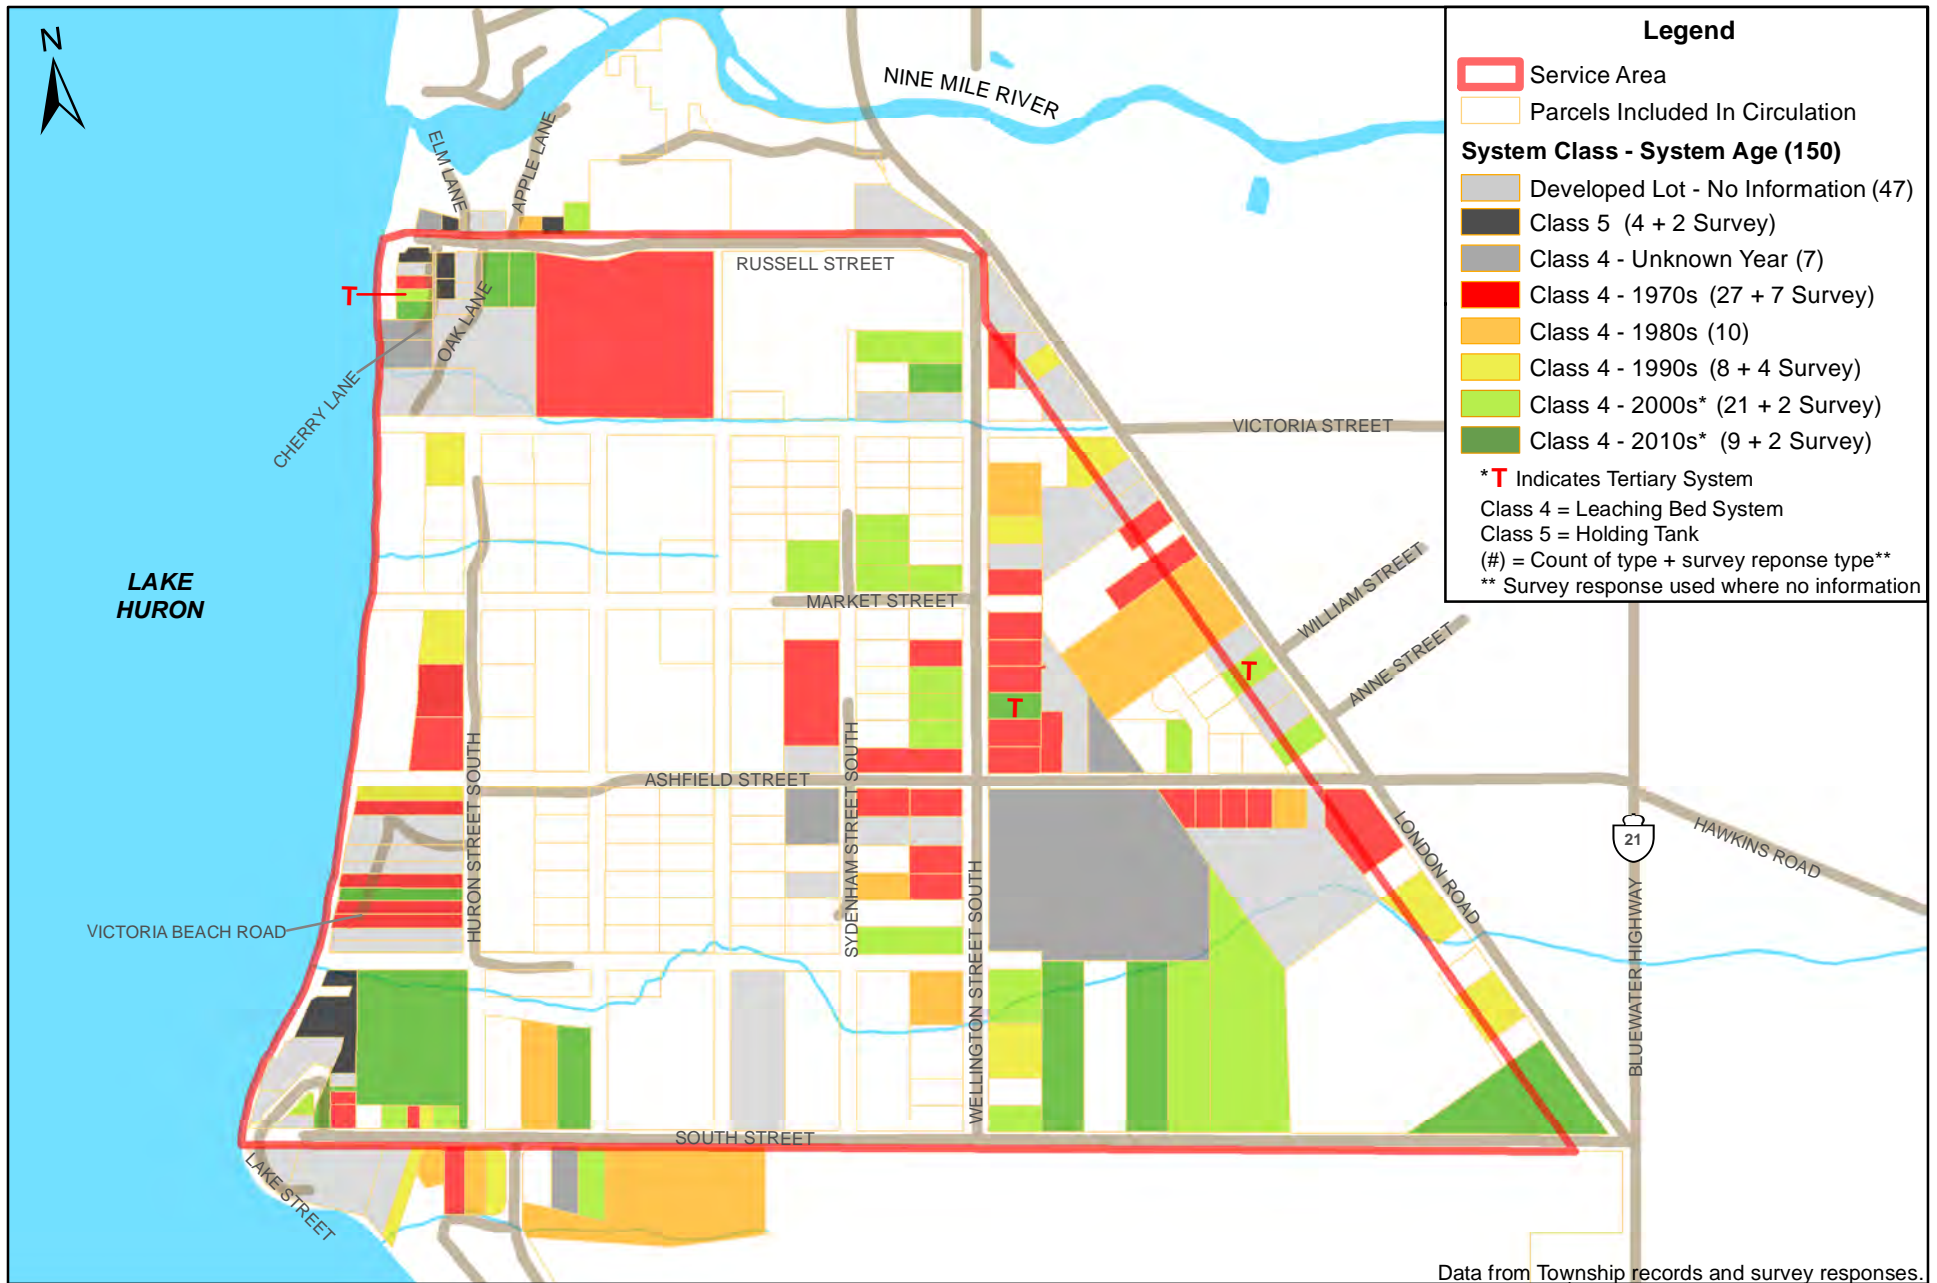 N
NINE MILE RIVER
ELM LANE
APPLE LANE
RUSSELL STREET
T
OAK LANE
CHERRY LANE
VICTORIA STREET
LAKE
HURON
MARKET STREET
WILLIAM STREET
ANNE STREET
T
T
ASHFIELD STREET
HURON STREET SOUTH
SYDENHAM STREET SOUTH
WELLINGTON STREET SOUTH
LONDON ROAD
HAWKINS ROAD
21
BLUEWATER HIGHWAY
VICTORIA BEACH ROAD
SOUTH STREET
LAKE STREET
Legend
Service Area
Parcels Included In Circulation
System Class - System Age (150)
Developed Lot - No Information (47)
Class 5 (4 + 2 Survey)
Class 4 - Unknown Year (7)
Class 4 - 1970s (27 + 7 Survey)
Class 4 - 1980s (10)
Class 4 - 1990s (8 + 4 Survey)
Class 4 - 2000s* (21 + 2 Survey)
Class 4 - 2010s* (9 + 2 Survey)
*T Indicates Tertiary System
Class 4 = Leaching Bed System
Class 5 = Holding Tank
(#) = Count of type + survey reponse type**
** Survey response used where no information
Data from Township records and survey responses.